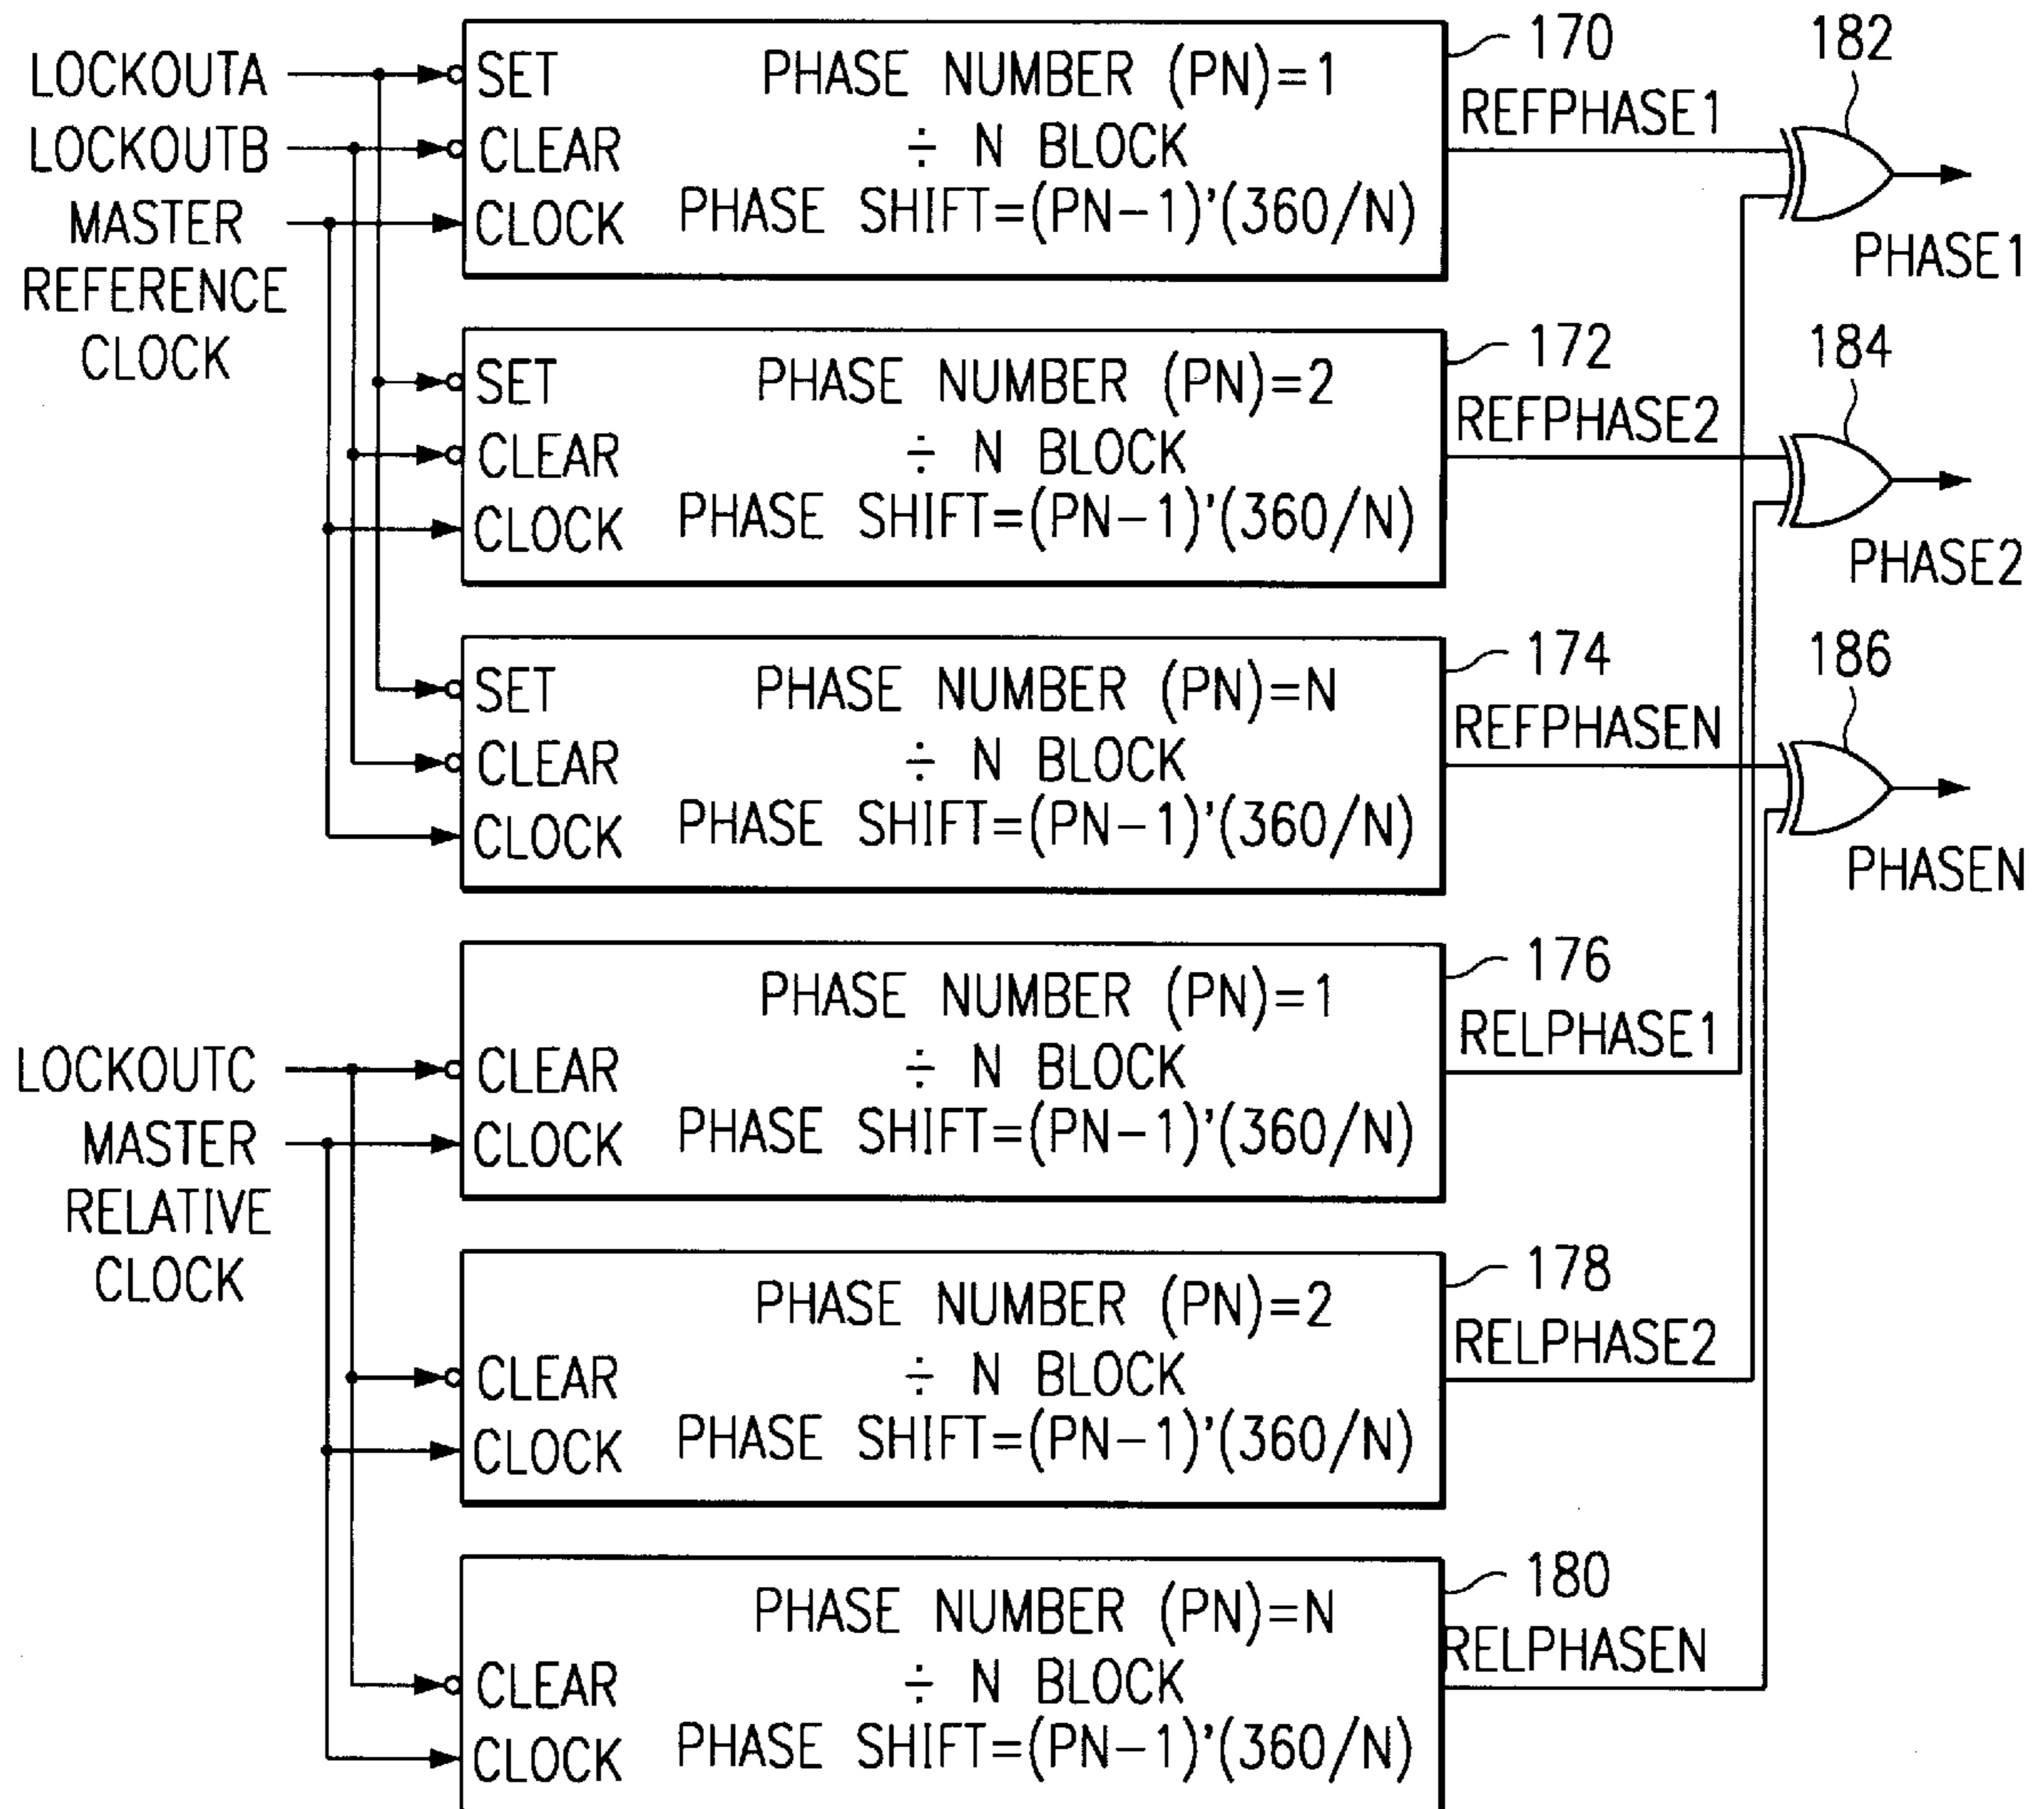 LOCKOUTA
LOCKOUTB
MASTER
REFERENCE
CLOCK
SET
CLEAR
CLOCK
PHASE NUMBER (PN)=1
÷ N BLOCK
PHASE SHIFT=(PN-1)'(360/N)
170
REFPHASE1
182
PHASE1
SET
CLEAR
CLOCK
PHASE NUMBER (PN)=2
÷ N BLOCK
PHASE SHIFT=(PN-1)'(360/N)
172
REFPHASE2
184
PHASE2
SET
CLEAR
CLOCK
PHASE NUMBER (PN)=N
÷ N BLOCK
PHASE SHIFT=(PN-1)'(360/N)
174
REFPHASEN
186
PHASEN
LOCKOUTC
MASTER
RELATIVE
CLOCK
CLEAR
CLOCK
PHASE NUMBER (PN)=1
÷ N BLOCK
PHASE SHIFT=(PN-1)'(360/N)
176
RELPHASE1
CLEAR
CLOCK
PHASE NUMBER (PN)=2
÷ N BLOCK
PHASE SHIFT=(PN-1)'(360/N)
178
RELPHASE2
CLEAR
CLOCK
PHASE NUMBER (PN)=N
÷ N BLOCK
PHASE SHIFT=(PN-1)'(360/N)
180
RELPHASEN